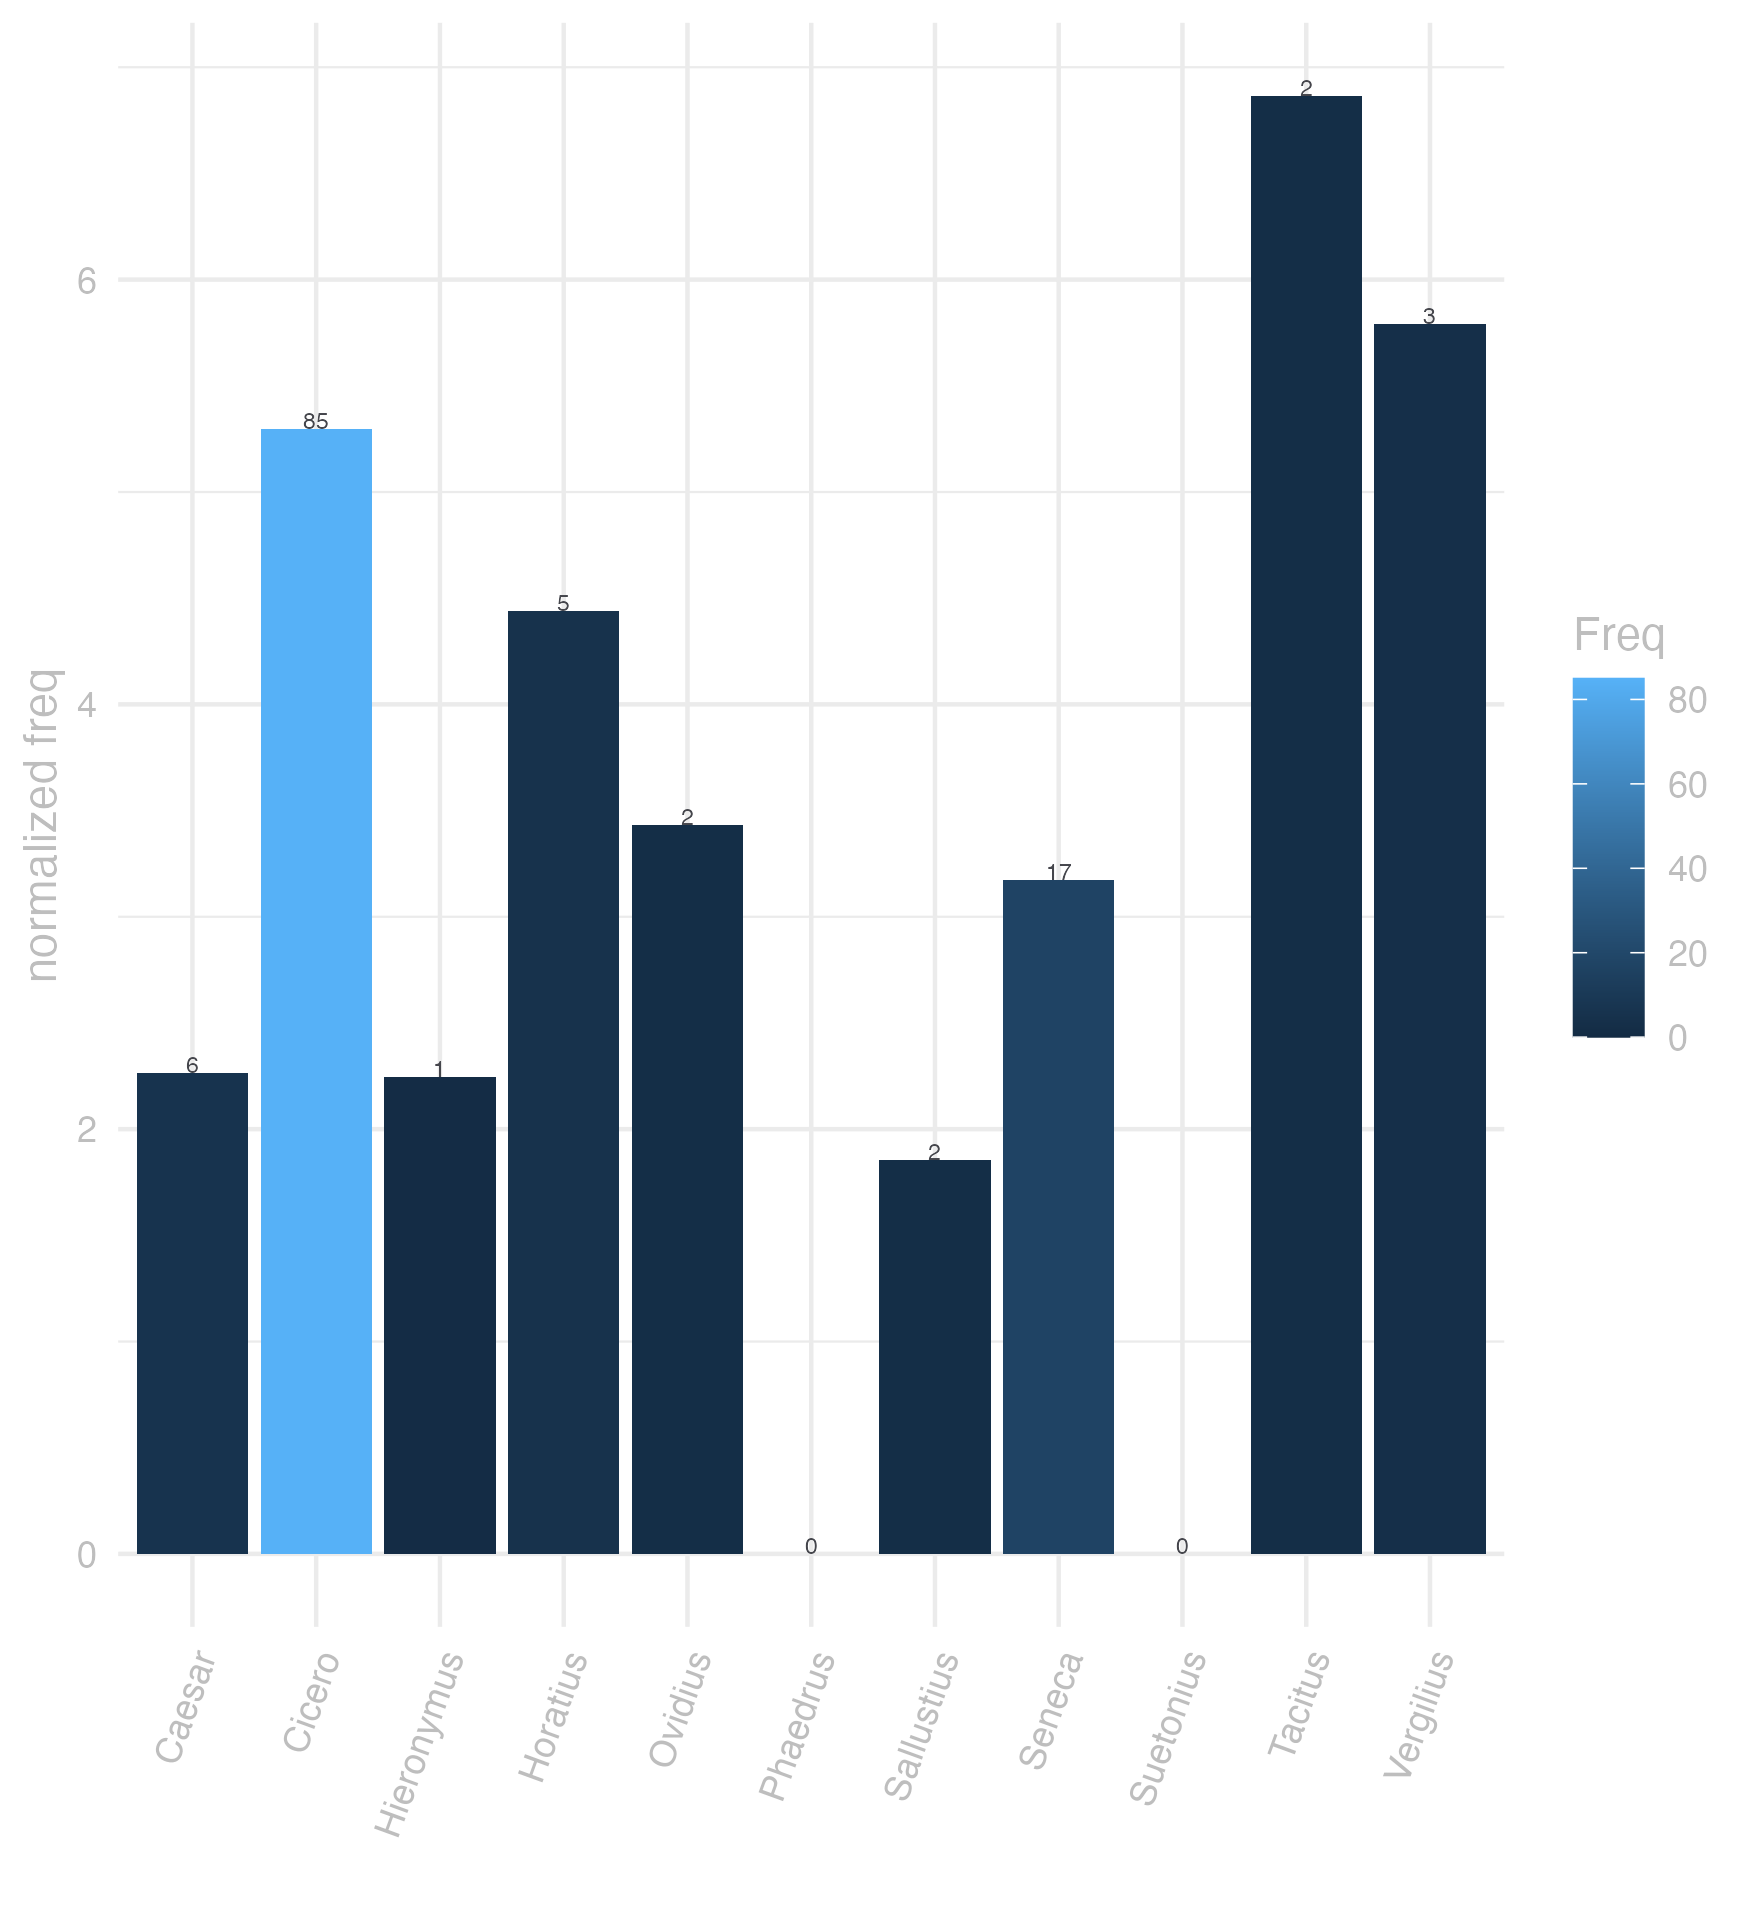 2
6
3
85
5
Freq
80
4
60
2
17
40
normalized freq
20
0
6
1
2
2
0
0
0
Caesar
Cicero
Hieronymus
Horatius
Ovidius
Phaedrus
Sallustius
Seneca
Suetonius
Tacitus
Vergilius